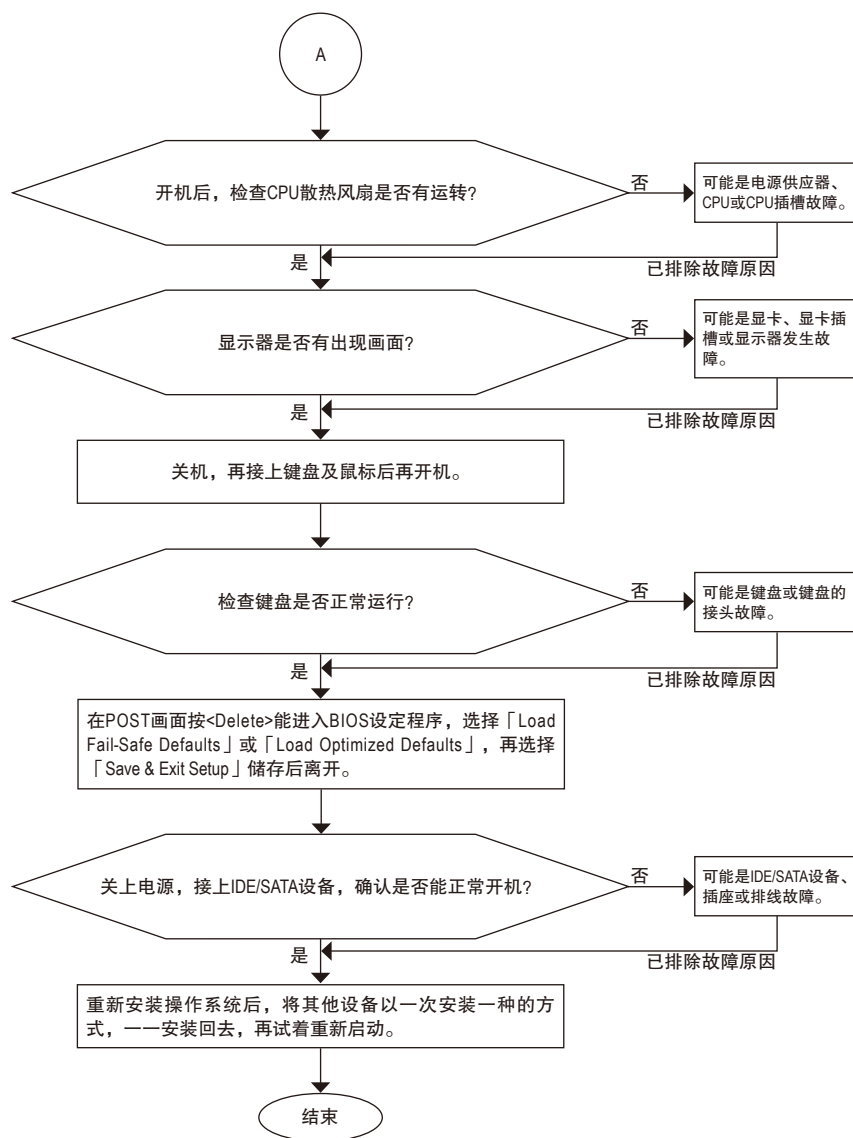 A
开机后，检查CPU散热风扇是否有运转?
否
可能是电源供应器、
CPU或CPU插槽故障。
是
已排除故障原因
显示器是否有出现画面?
否
可能是显卡、显卡插
槽或显示器发生故
障。
是
已排除故障原因
关机，再接上键盘及鼠标后再开机。
检查键盘是否正常运行?
否
可能是键盘或键盘的
接头故障。
是
已排除故障原因
在POST画面按<Delete>能进入BIOS设定程序，选择「Load
Fail-Safe Defaults」或「Load Optimized Defaults」，再选择
「Save & Exit Setup」储存后离开。
关上电源，接上IDE/SATA设备，确认是否能正常开机?
否
可能是IDE/SATA设备、
插座或排线故障。
是
已排除故障原因
重新安装操作系统后，将其他设备以一次安装一种的方
式，一一安装回去，再试着重新启动。
结束